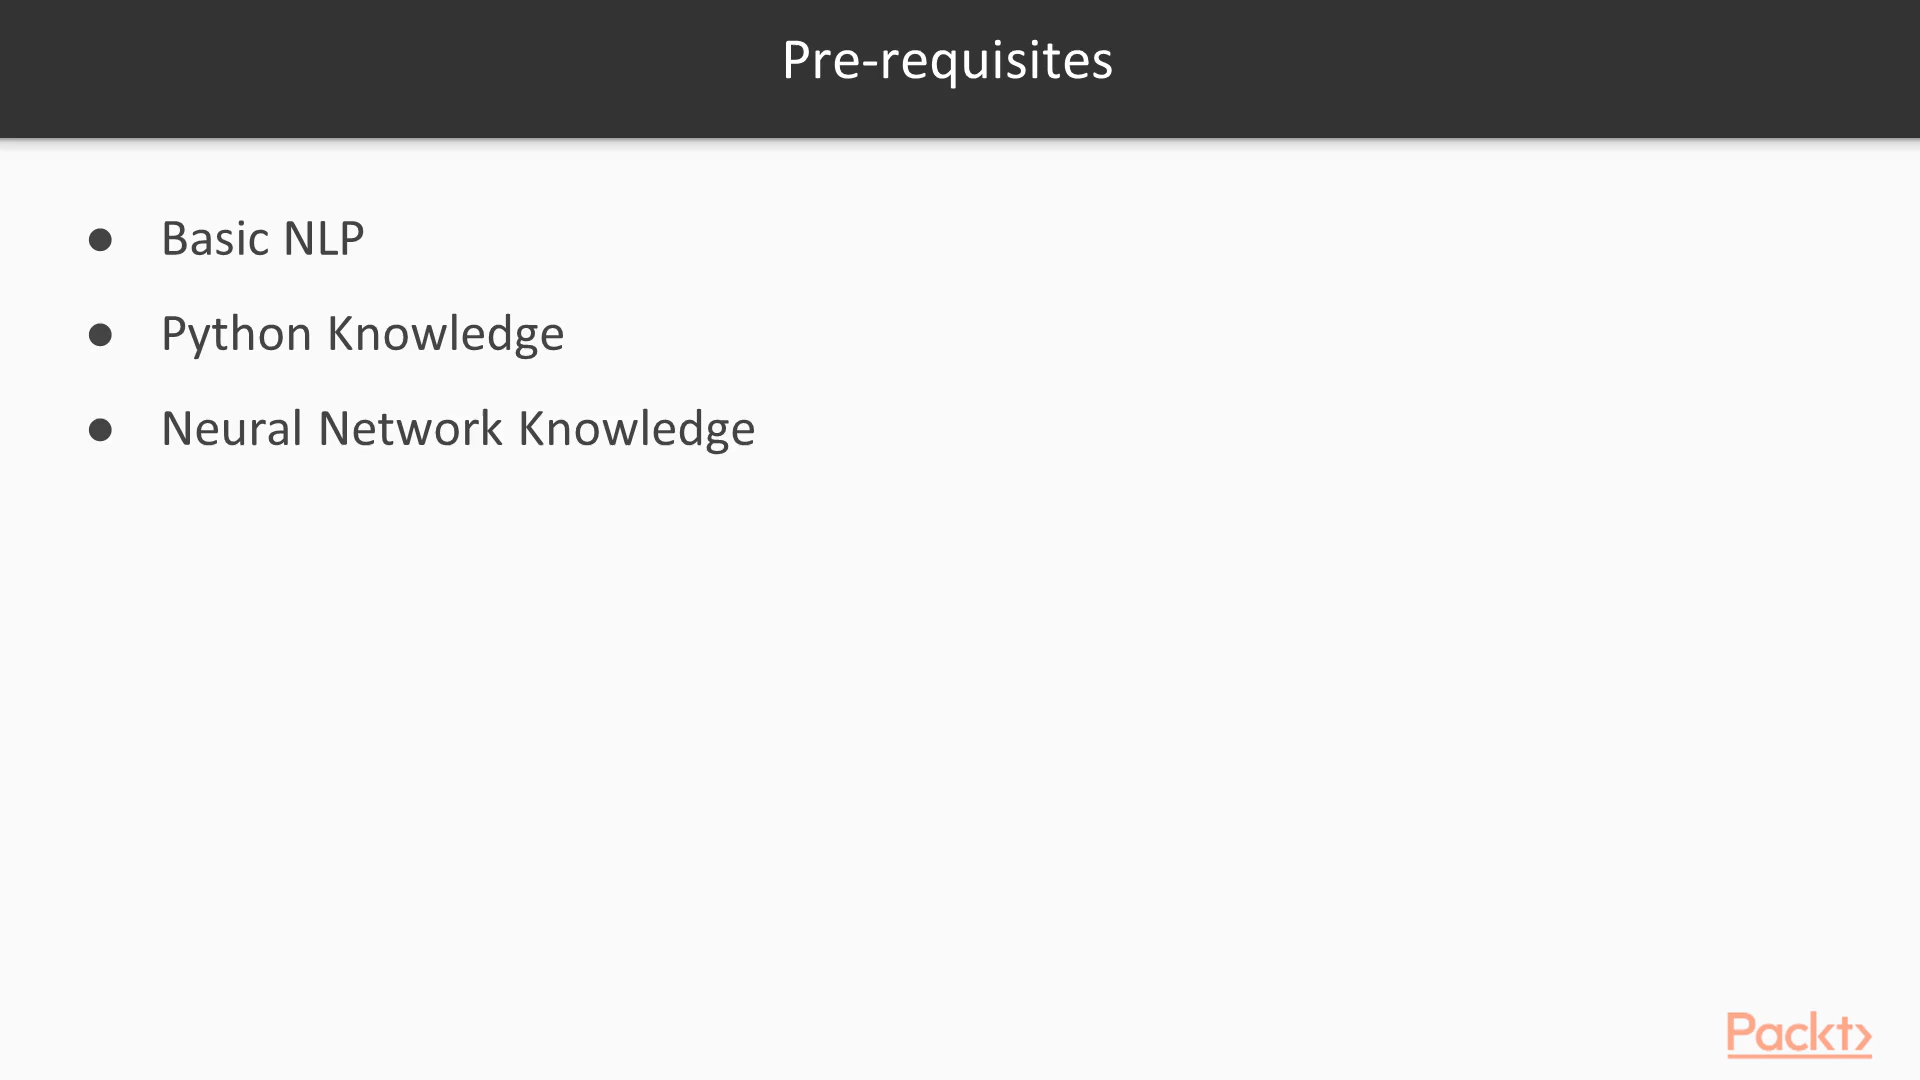 Pre-requisites
● Basic NLP
● Python Knowledge
● Neural Network Knowledge
Packt>